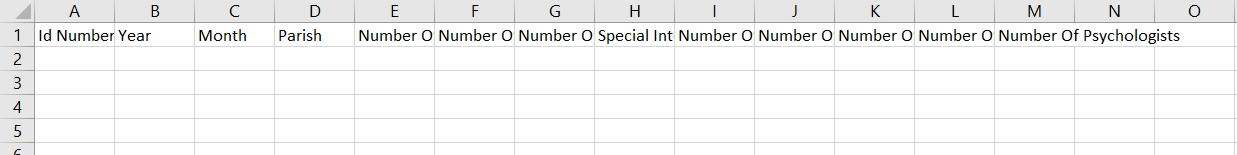 A B C D E F G H I J K L M N O
1 Id Number Year Month Parish Number O Number O Number O Special Int Number O Number O Number O Number O Number Of Psychologists
2
3
4
5
6